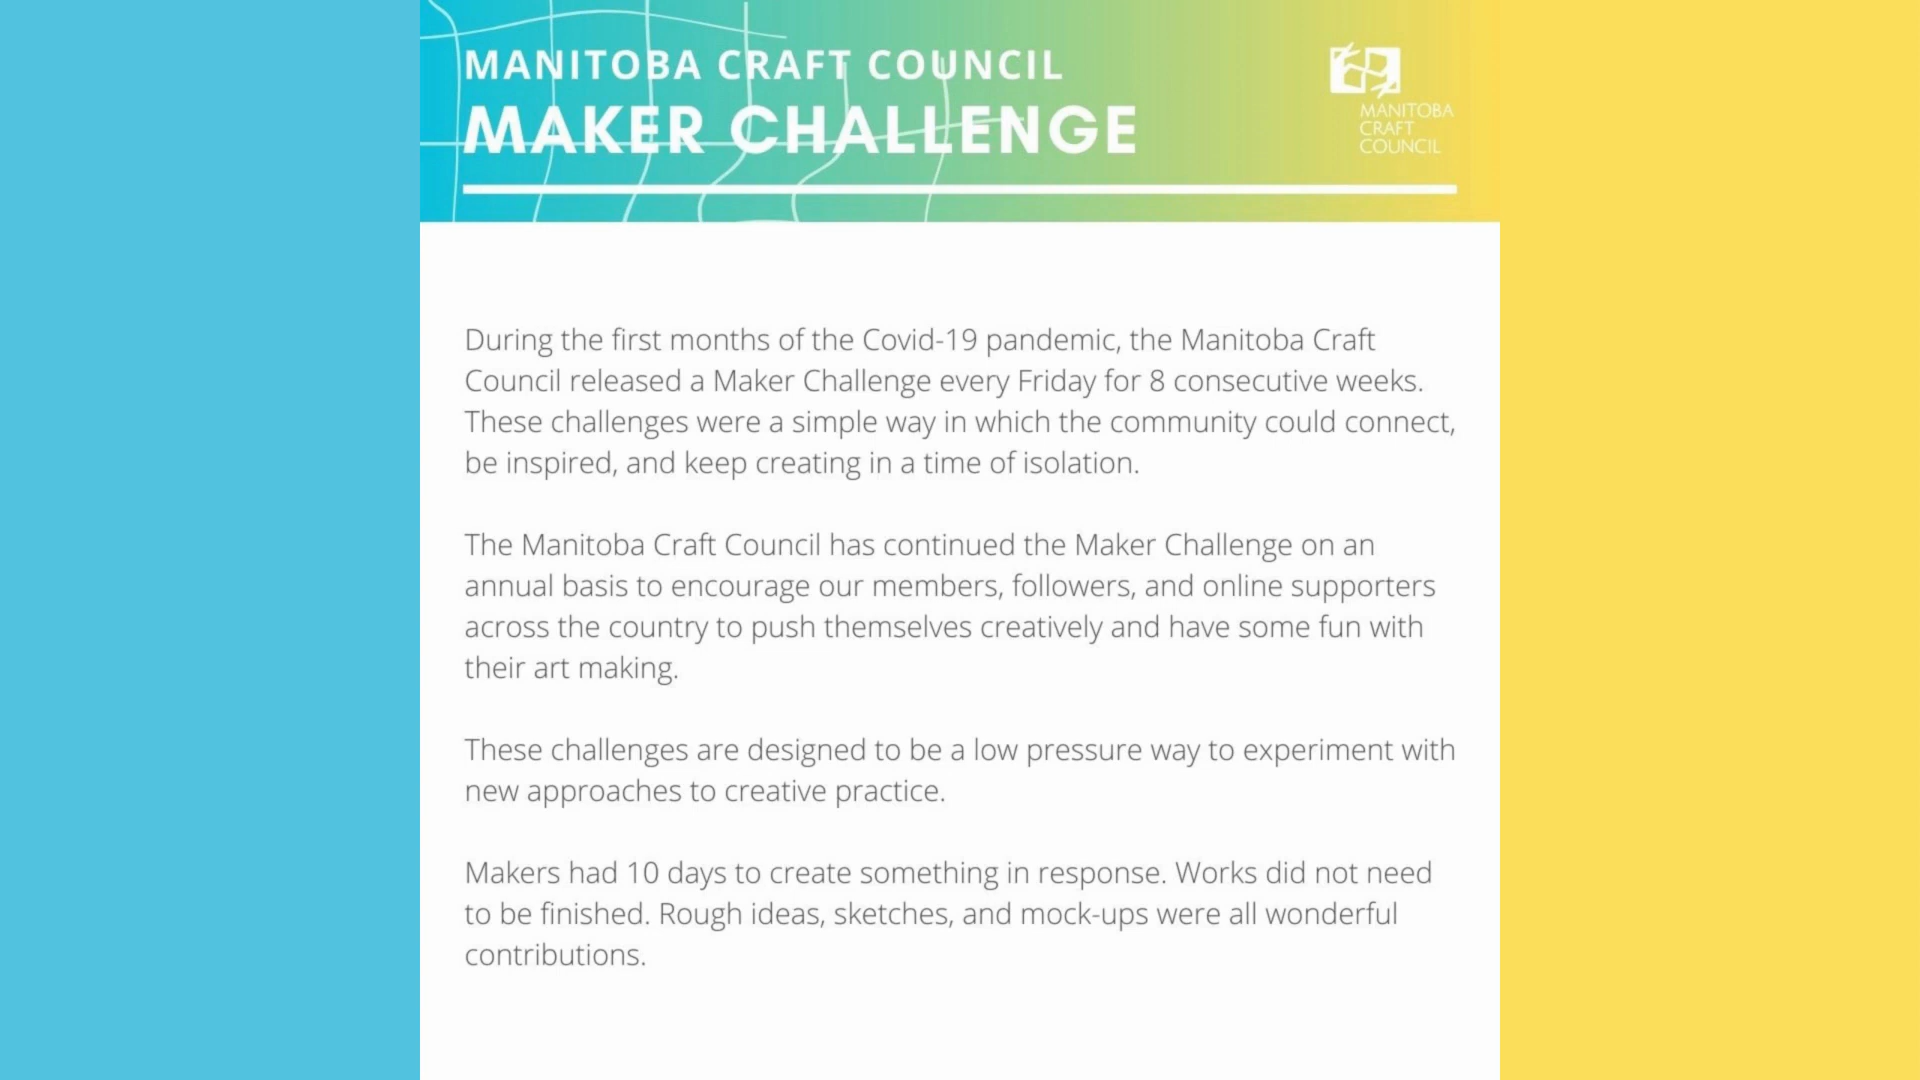 MANITOBA CRAFT COUNCIL
MAKER CHALLENGE
MANITOBA
CRAFT
COUNCIL
During the first months of the Covid-19 pandemic, the Manitoba Craft
Council released a Maker Challenge every Friday for 8 consecutive weeks.
These challenges were a simple way in which the community could connect,
be inspired, and keep creating in a time of isolation.
The Manitoba Craft Council has continued the Maker Challenge on an
annual basis to encourage our members, followers, and online supporters
across the country to push themselves creatively and have some fun with
their art making.
These challenges are designed to be a low pressure way to experiment with
new approaches to creative practice.
Makers had 10 days to create something in response. Works did not need
to be finished. Rough ideas, sketches, and mock-ups were all wonderful
contributions.